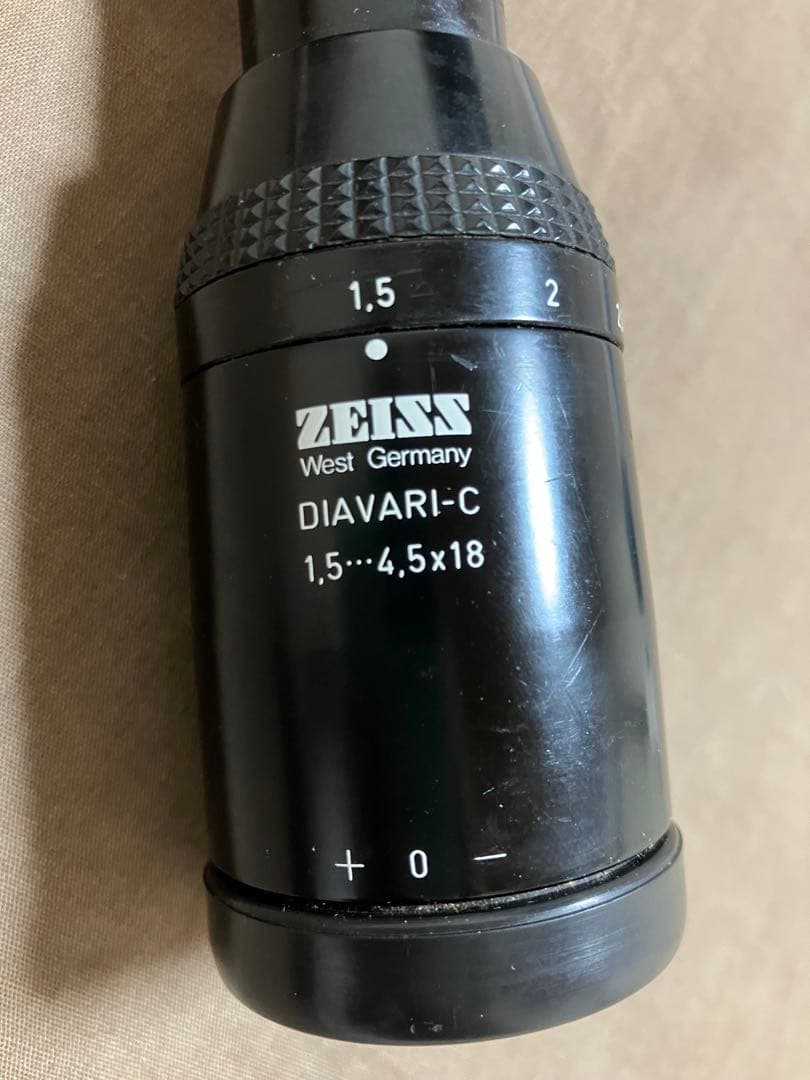 1,5 2
ZEISS
West Germany
DIAVARI-C
1,5···4,5x18
+ 0 −